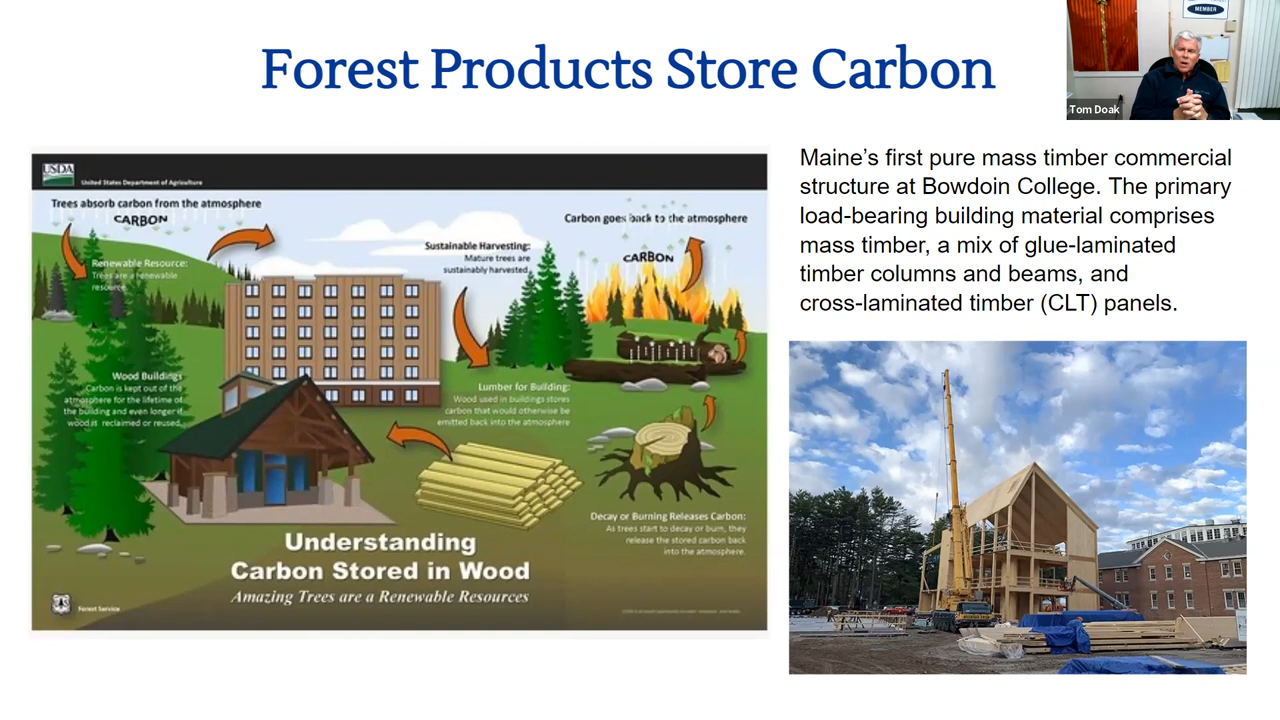 Forest Products Store Carbon
MEMBER
Tom Doak
USDA
United States Department of Agriculture
Trees absorb carbon from the atmosphere
CARBON
Renewable Resource:
Trees are a renewable
resource.
Sustainable Harvesting:
Mature trees are
sustainably harvested.
Carbon goes back to the atmosphere
CARBON
Wood Buildings
Carbon is kept out of the
atmosphere for the lifetime of
the building and even longer if
wood is reclaimed or reused.
Lumber for Building:
Wood used in buildings stores
carbon that would otherwise be
emitted back into the atmosphere
Decay or Burning Releases Carbon:
As trees start to decay or burn, they
release the stored carbon back
into the atmosphere.
Understanding
Carbon Stored in Wood
Amazing Trees are a Renewable Resources
Forest Service
Maine’s first pure mass timber commercial
structure at Bowdoin College. The primary
load-bearing building material comprises
mass timber, a mix of glue-laminated
timber columns and beams, and
cross-laminated timber (CLT) panels.